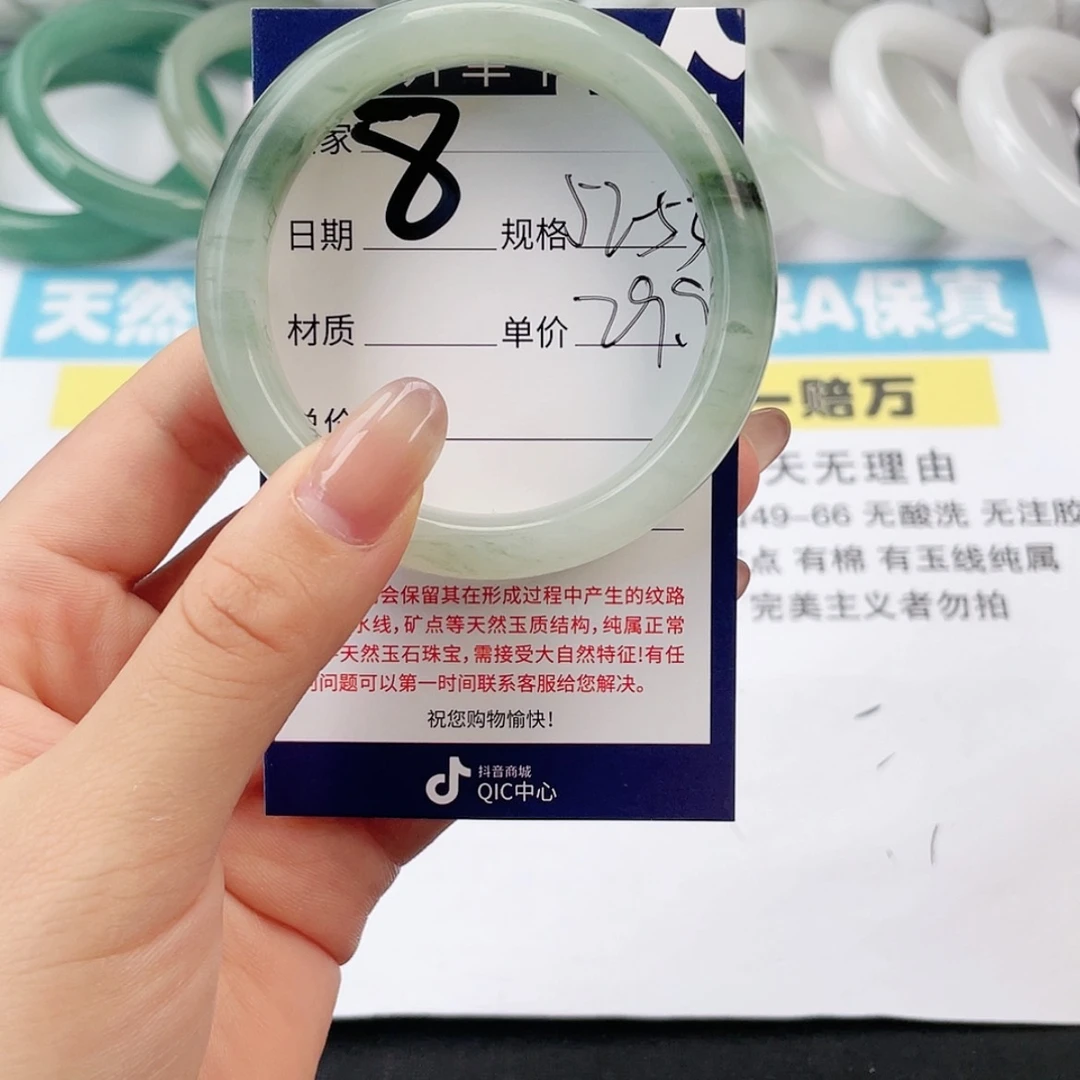 家
8
日期 规格 5255
材质 单价 29.9
单价
会保留其在形成过程中产生的纹路
水线,矿点等天然玉质结构,纯属正常
天然玉石珠宝,需接受大自然特征!有任
问题可以第一时间联系客服给您解决。
祝您购物愉快!
抖音商城
QIC中心
天然
保A保真
一赔万
天无理由
49-66 无酸洗 无注胶
点 有棉 有玉线纯属
完美主义者勿拍